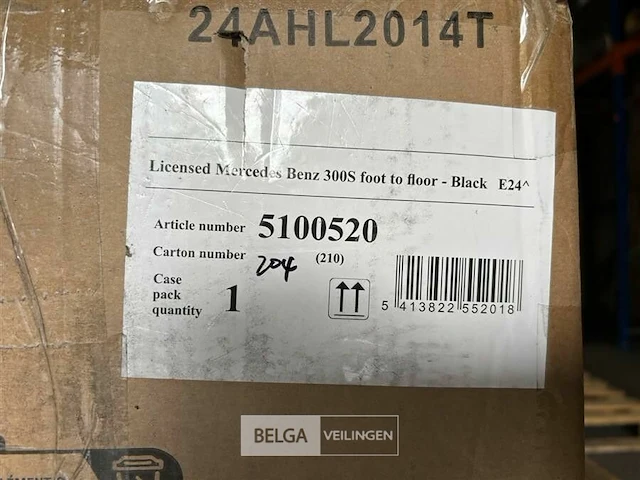 24AHL2014T
Licensed Mercedes Benz 300S foot to floor - Black E24^
Article number 5100520
Carton number 204 (210)
Case
pack
quantity 1
5 413822 552018
BELGA VEILINGEN